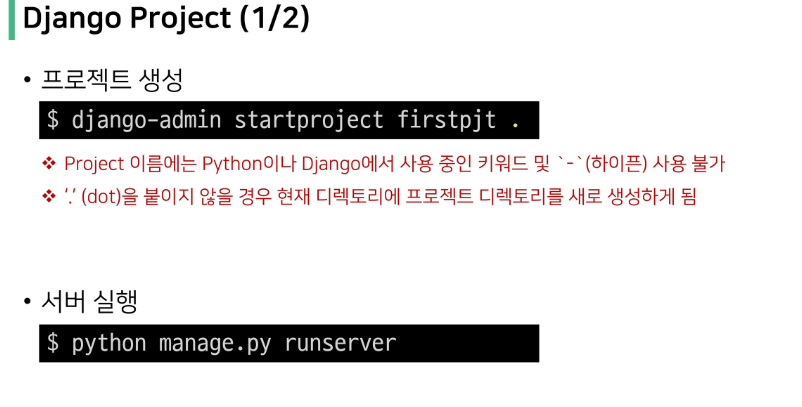 Django Project (1/2)
• 프로젝트 생성
$ django-admin startproject firstpjt .
❖ Project 이름에는 Python이나 Django에서 사용 중인 키워드 및 `-`(하이픈) 사용 불가
❖ ‘.’ (dot)을 붙이지 않을 경우 현재 디렉토리에 프로젝트 디렉토리를 새로 생성하게 됨
• 서버 실행
$ python manage.py runserver